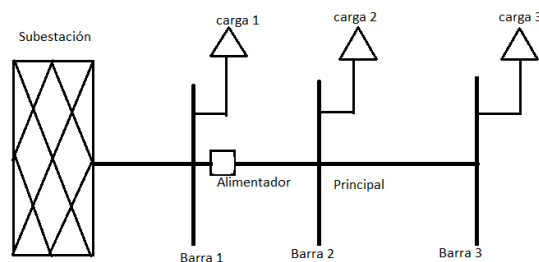 carga 1
carga 2
carga 3
Subestación
Alimentador
Principal
Barra 1
Barra 2
Barra 3